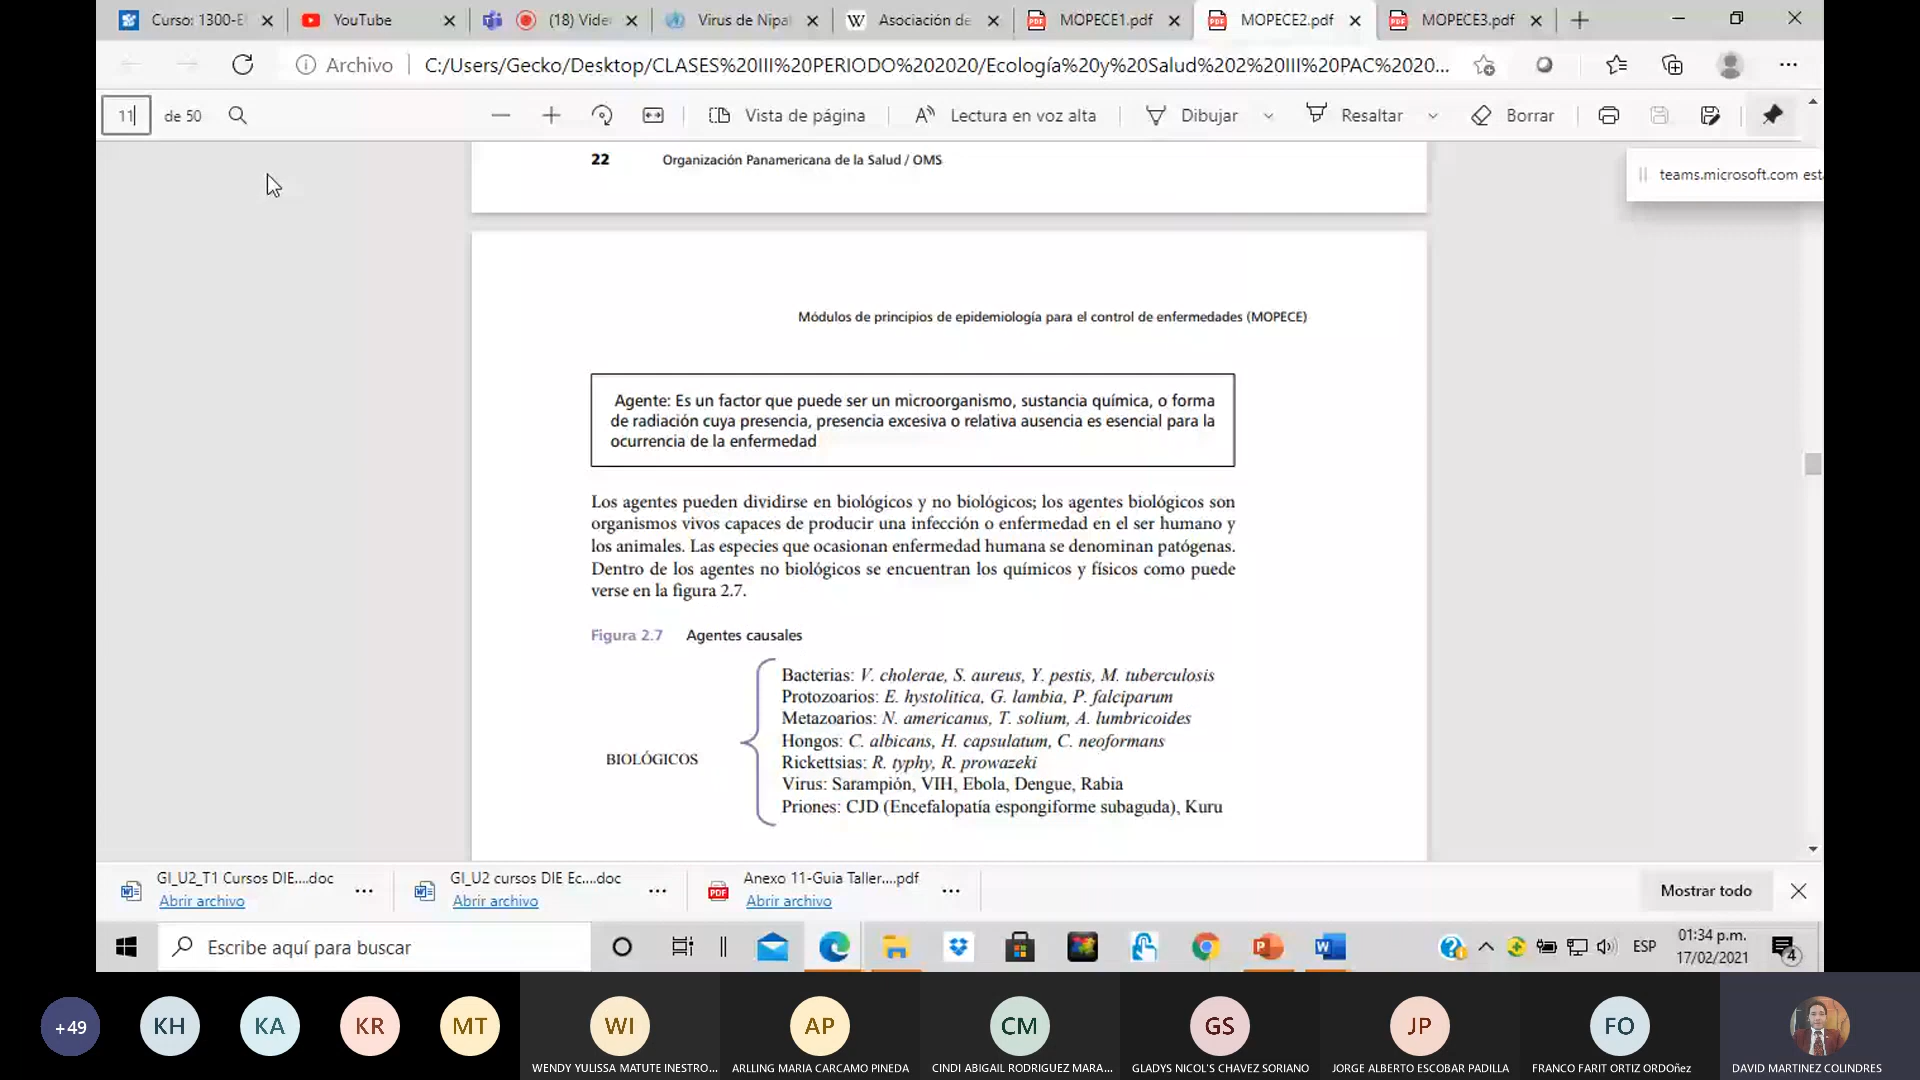 Curso: 1300-E
YouTube
(18) Vide
Virus de Nipa
Asociación de
MOPECE1.pdf
MOPECE2.pdf
MOPECE3.pdf
Archivo
C:/Users/Gecko/Desktop/CLASES%20III%20PERIODO%202020/Ecología%20y%20Salud%202%20III%20PAC%2020...
11 de 50
Vista de página
Lectura en voz alta
Dibujar
Resaltar
Borrar
teams.microsoft.com est
22 Organización Panamericana de la Salud / OMS
Módulos de principios de epidemiología para el control de enfermedades (MOPECE)
Agente: Es un factor que puede ser un microorganismo, sustancia química, o forma
de radiación cuya presencia, presencia excesiva o relativa ausencia es esencial para la
ocurrencia de la enfermedad
Los agentes pueden dividirse en biológicos y no biológicos; los agentes biológicos son
organismos vivos capaces de producir una infección o enfermedad en el ser humano y
los animales. Las especies que ocasionan enfermedad humana se denominan patógenas.
Dentro de los agentes no biológicos se encuentran los químicos y físicos como puede
verse en la figura 2.7.
Figura 2.7 Agentes causales
BIOLÓGICOS
Bacterias: V. cholerae, S. aureus, Y. pestis, M. tuberculosis
Protozoarios: E. hystolitica, G. lambia, P. falciparum
Metazoarios: N. americanus, T. solium, A. lumbricoides
Hongos: C. albicans, H. capsulatum, C. neoformans
Rickettsias: R. typhy, R. prowazeki
Virus: Sarampión, VIH, Ebola, Dengue, Rabia
Priones: CJD (Encefalopatía espongiforme subaguda), Kuru
GI_U2_T1 Cursos DIE....doc
Abrir archivo
GI_U2 cursos DIE Ec....doc
Abrir archivo
Anexo 11-Guia Taller....pdf
Abrir archivo
Mostrar todo
Escribe aquí para buscar
ESP
01:34 p.m.
17/02/2021
4
+49
KH
KA
KR
MT
WI
AP
CM
GS
JP
FO
WENDY YULISSA MATUTE INESTRO...
ARLLING MARIA CARCAMO PINEDA
CINDI ABIGAIL RODRIGUEZ MARA...
GLADYS NICOL'S CHAVEZ SORIANO
JORGE ALBERTO ESCOBAR PADILLA
FRANCO FARIT ORTIZ ORDOñez
DAVID MARTINEZ COLINDRES